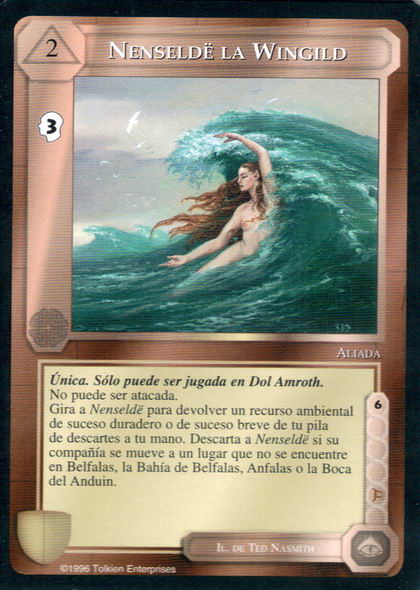 2
NENSELDË LA WINGILD
3
ALIADA
Única. Sólo puede ser jugada en Dol Amroth.
No puede ser atacada.
Gira a Nenseldë para devolver un recurso ambiental
de suceso duradero o de suceso breve de tu pila
de descartes a tu mano. Descarta a Nenseldë si su
compañía se mueve a un lugar que no se encuentre
en Belfalas, la Bahía de Belfalas, Anfalas o la Boca
del Anduin.
6
IL. DE TED NASMITH
©1996 Tolkien Enterprises